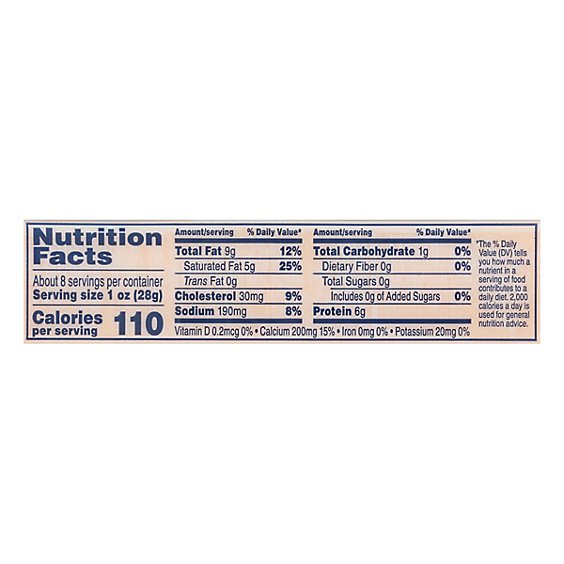 Nutrition
Facts
About 8 servings per container
Serving size 1 oz (28g)
Calories
per serving 110
Amount/serving % Daily Value*
Total Fat 9g 12%
Saturated Fat 5g 25%
Trans Fat 0g
Cholesterol 30mg 9%
Sodium 190mg 8%
Amount/serving % Daily Value*
Total Carbohydrate 1g 0%
Dietary Fiber 0g 0%
Total Sugars 0g
Includes 0g of Added Sugars 0%
Protein 6g
Vitamin D 0.2mcg 0% • Calcium 200mg 15% • Iron 0mg 0% • Potassium 20mg 0%
*The % Daily
Value (DV) tells
you how much a
nutrient in a
serving of food
contributes to a
daily diet. 2,000
calories a day is
used for general
nutrition advice.